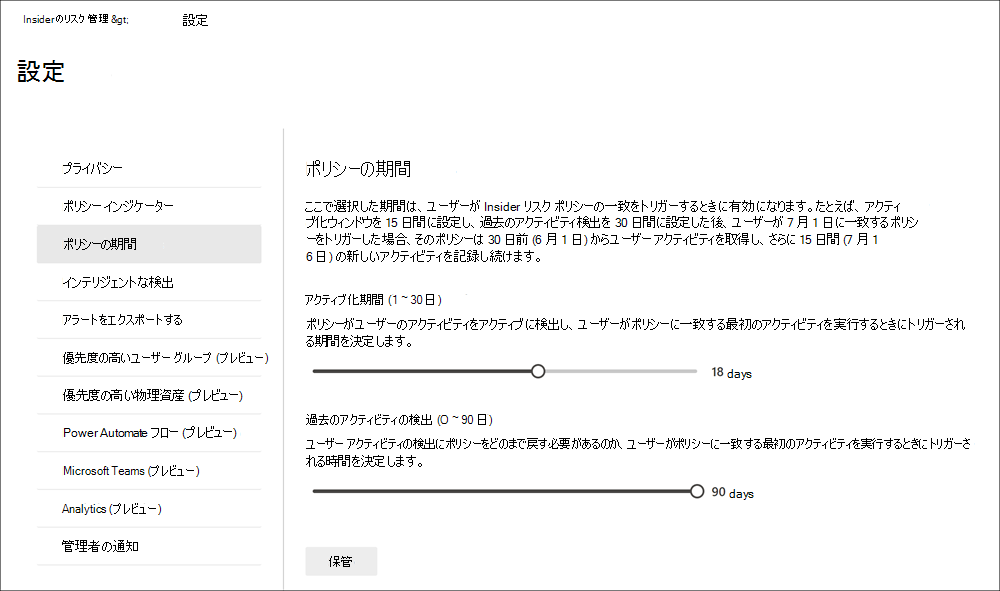 Insiderのリスク管理 &gt; 設定
設定
プライバシー
ポリシー インジケーター
ポリシーの期間
インテリジェントな検出
アラートをエクスポートする
優先度の高いユーザー グループ (プレビュー)
優先度の高い物理資産 (プレビュー)
Power Automate フロー (プレビュー)
Microsoft Teams (プレビュー)
Analytics (プレビュー)
管理者の通知
ポリシーの期間
ここで選択した期間は、ユーザーが Insider リスク ポリシーの一致をトリガーするときに有効になります。たとえば、アクティ
ブ化ウィンドウを 15 日間に設定し、過去のアクティビティ検出を 30 日間に設定した後、ユーザーが 7 月 1 日に一致するポリシ
ーをトリガーした場合、そのポリシーは 30 日前 (6 月 1 日) からユーザー アクティビティを取得し、さらに 15 日間 (7 月 1
6 日) の新しいアクティビティを記録し続けます。
アクティブ化期間 (1 ~ 30日)
ポリシーがユーザーのアクティビティをアクティブに検出し、ユーザーがポリシーに一致する最初のアクティビティを実行するときにトリガーされ
る期間を決定します。
18 days
過去のアクティビティの検出 (O ~ 90 日)
ユーザー アクティビティの検出にポリシーをどのまで戻す必要があるのか、ユーザーがポリシーに一致する最初のアクティビティを実行するときにトリガーさ
れる時間を決定します。
90 days
保管